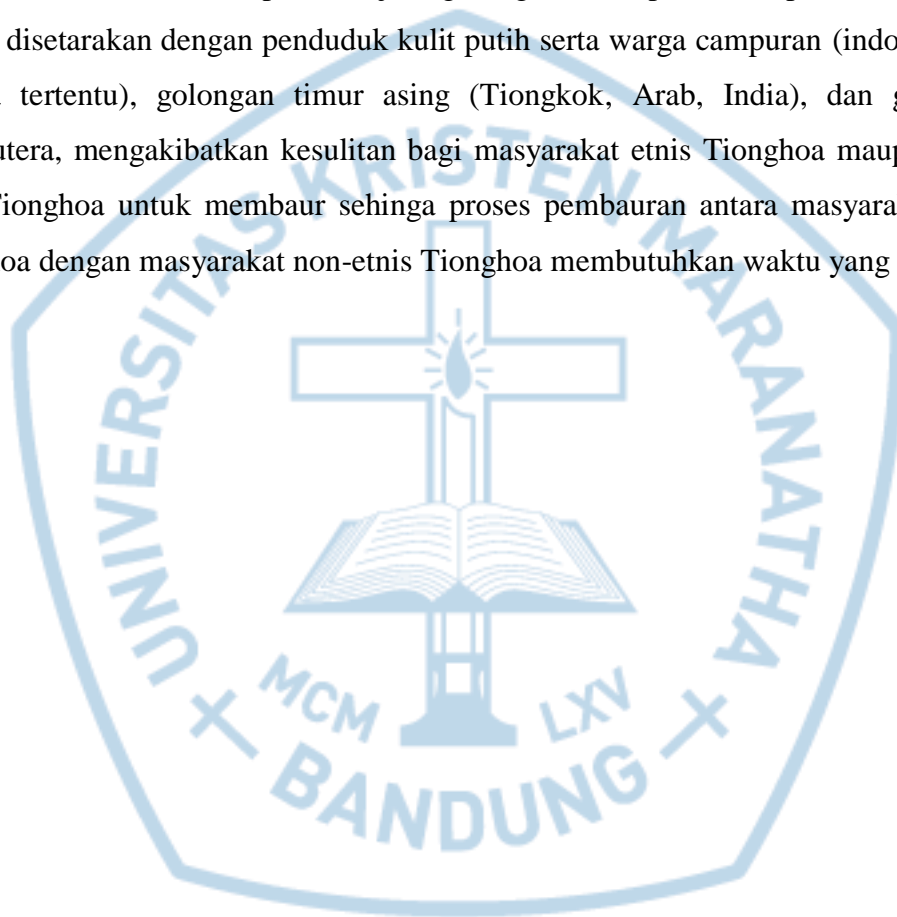 disetarakan dengan penduduk kulit putih serta warga campuran (indo
tertentu), golongan timur asing (Tiongkok, Arab, India), dan g
utera, mengakibatkan kesulitan bagi masyarakat etnis Tionghoa maup
Tionghoa untuk membaur sehinga proses pembauran antara masyara
oa dengan masyarakat non-etnis Tionghoa membutuhkan waktu yang
UNIVERSITAS KRISTEN MARANATHA
MCM LXV
BANDUNG